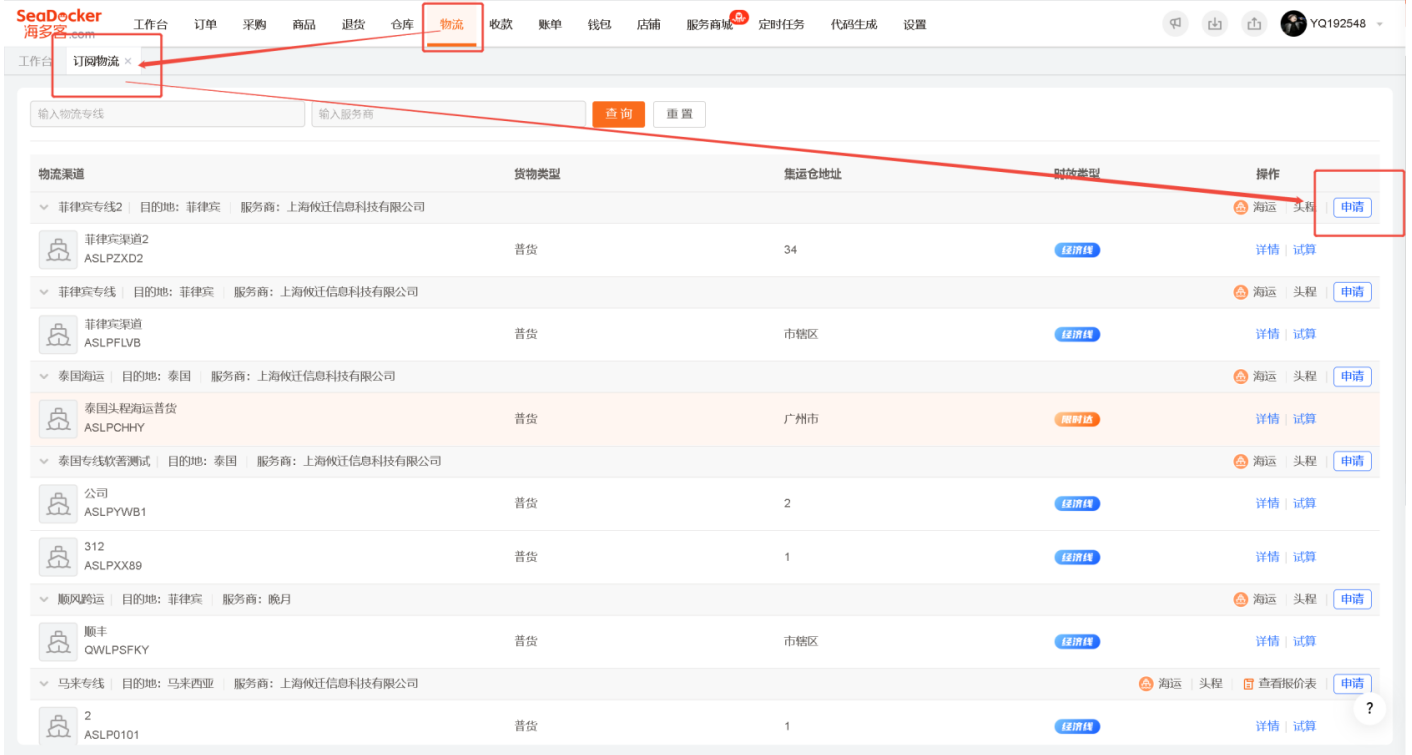 SeaDocker
海多客.com
工作台 订单 采购 商品 退货 仓库 物流 收款 账单 钱包 店铺 服务商城 定时任务 代码生成 设置 YQ192548
工作台 订阅物流 ×
输入物流专线 输入服务商 查询 重置
物流渠道 货物类型 集运仓地址 时效类型 操作
菲律宾专线2 目的地: 菲律宾 服务商: 上海攸迁信息科技有限公司 海运 头程 申请
菲律宾渠道2
ASLPZXD2
普货 34 经济线 详情 试算
菲律宾专线 目的地: 菲律宾 服务商: 上海攸迁信息科技有限公司 海运 头程 申请
菲律宾渠道
ASLPFLVB
普货 市辖区 经济线 详情 试算
泰国海运 目的地: 泰国 服务商: 上海攸迁信息科技有限公司 海运 头程 申请
泰国头程海运普货
ASLPCHHY
普货 广州市 限时达 详情 试算
泰国专线软著测试 目的地: 泰国 服务商: 上海攸迁信息科技有限公司 海运 头程 申请
公司
ASLPYWB1
普货 2 经济线 详情 试算
312
ASLPXX89
普货 1 经济线 详情 试算
顺风跨运 目的地: 菲律宾 服务商: 晚月 海运 头程 申请
顺丰
QWLPSFKY
普货 市辖区 经济线 详情 试算
马来专线 目的地: 马来西亚 服务商: 上海攸迁信息科技有限公司 海运 头程 查看报价表 申请
2
ASLP0101
普货 1 经济线 详情 试算
?